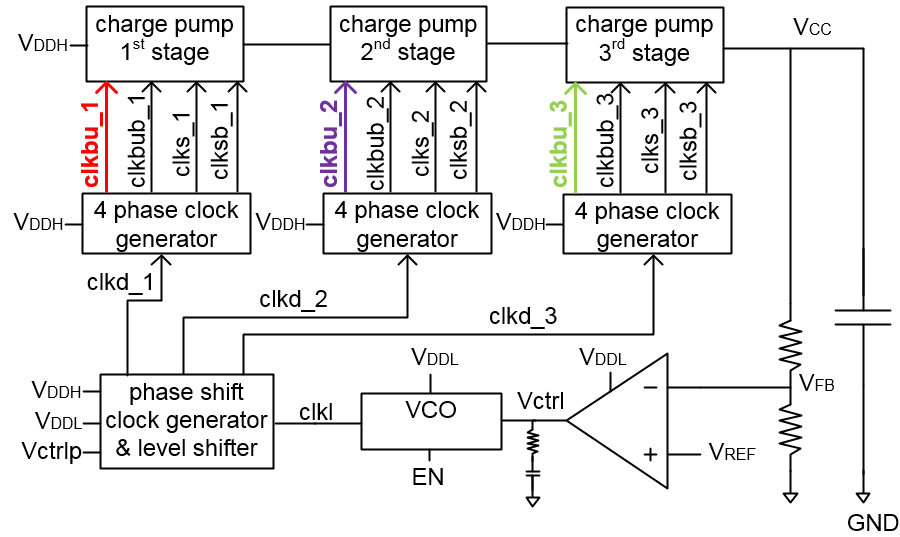 charge pump
1st stage
charge pump
2nd stage
charge pump
3rd stage
VDDH
VCC
clkbu_1
clkbub_1
clks_1
clksb_1
clkbu_2
clkbub_2
clks_2
clksb_2
clkbu_3
clkbub_3
clks_3
clksb_3
VDDH
4 phase clock
generator
VDDH
4 phase clock
generator
VDDH
4 phase clock
generator
clkd_1
clkd_2
clkd_3
VDDH
VDDL
Vctrlp
phase shift
clock generator
& level shifter
clkl
VDDL
VCO
EN
Vctrl
VDDL
−
+
VFB
VREF
GND